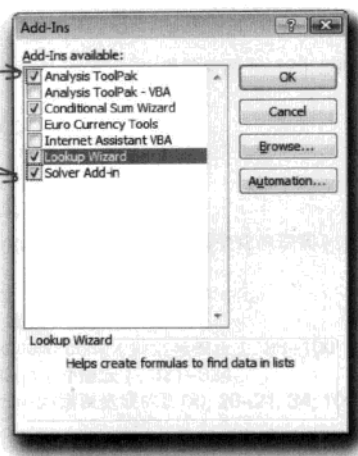 Add-Ins
Add-Ins available:
Analysis ToolPak
Analysis ToolPak - VBA
Conditional Sum Wizard
Euro Currency Tools
Internet Assistant VBA
Lookup Wizard
Solver Add-in
OK
Cancel
Browse...
Automation...
Lookup Wizard
Helps create formulas to find data in lists